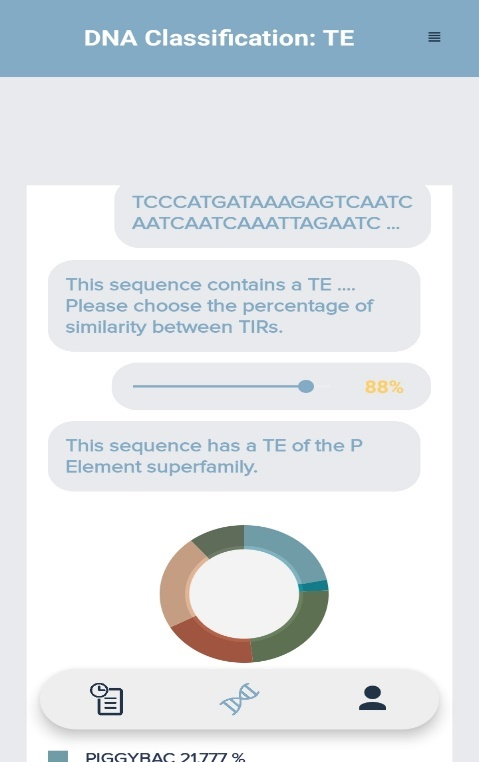 DNA Classification: TE
TCCCATGATAAAGAGTCAATC
AATCAATCAAATTAGAATC ...
This sequence contains a TE ....
Please choose the percentage of
similarity between TIRs.
88%
This sequence has a TE of the P
Element superfamily.
PIGGYBAC 21.777 %